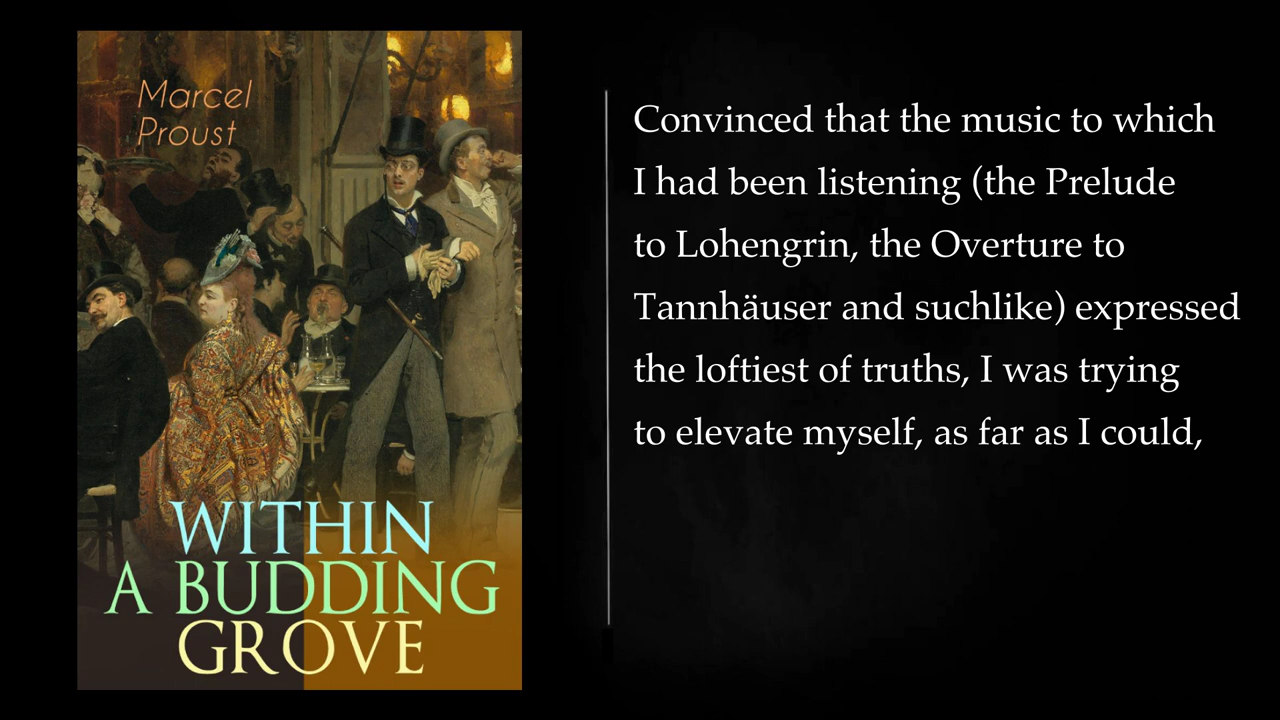 Marcel
Proust
WITHIN
A BUDDING
GROVE
Convinced that the music to which
I had been listening (the Prelude
to Lohengrin, the Overture to
Tannhäuser and suchlike) expressed
the loftiest of truths, I was trying
to elevate myself, as far as I could,